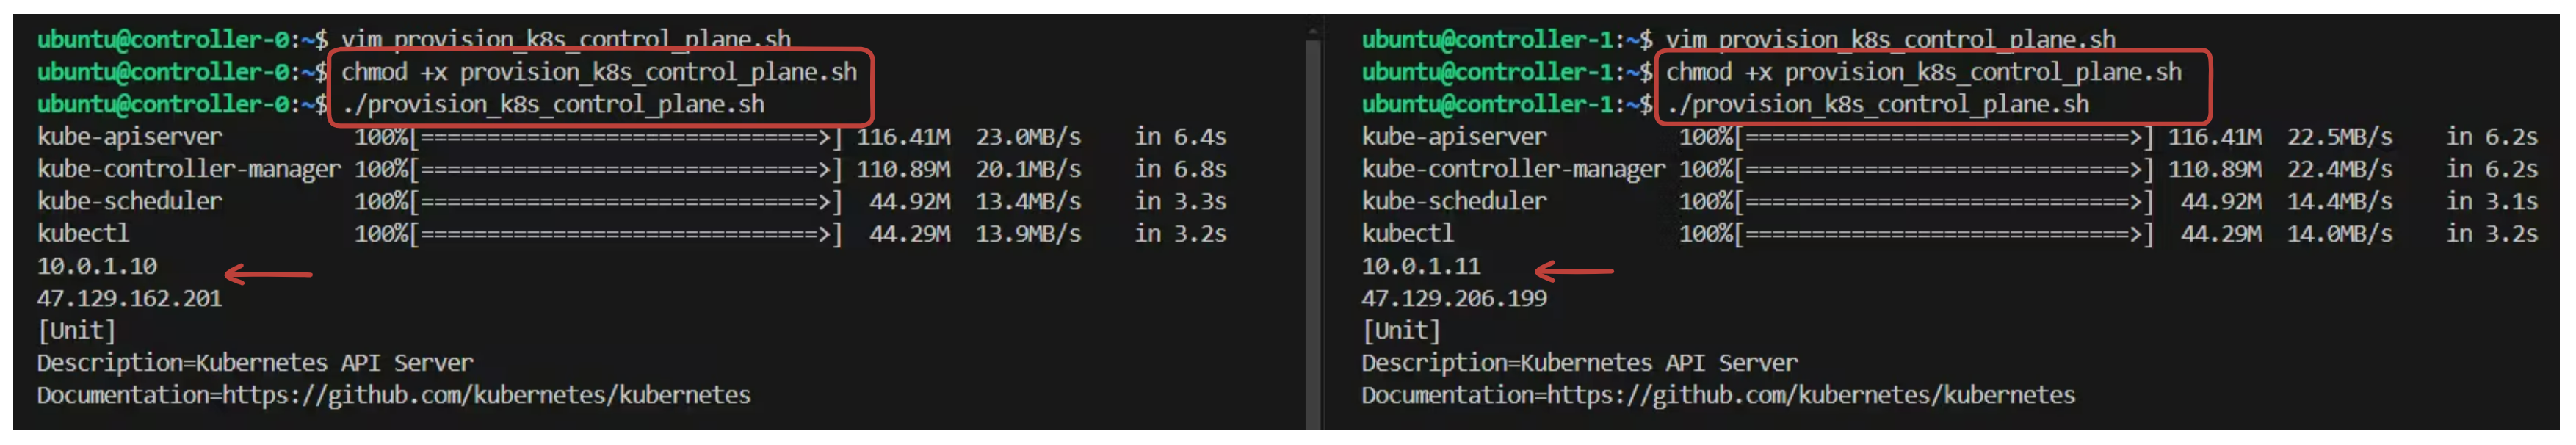 ubuntu@controller-0:~$ vim provision_k8s_control_plane.sh
ubuntu@controller-0:~$ chmod +x provision_k8s_control_plane.sh
ubuntu@controller-0:~$ ./provision_k8s_control_plane.sh
kube-apiserver 100%[==============================>] 116.41M 23.0MB/s in 6.4s
kube-controller-manager 100%[==============================>] 110.89M 20.1MB/s in 6.8s
kube-scheduler 100%[==============================>] 44.92M 13.4MB/s in 3.3s
kubectl 100%[==============================>] 44.29M 13.9MB/s in 3.2s
10.0.1.10
47.129.162.201
[Unit]
Description=Kubernetes API Server
Documentation=https://github.com/kubernetes/kubernetes
ubuntu@controller-1:~$ vim provision_k8s_control_plane.sh
ubuntu@controller-1:~$ chmod +x provision_k8s_control_plane.sh
ubuntu@controller-1:~$ ./provision_k8s_control_plane.sh
kube-apiserver 100%[=============================>] 116.41M 22.5MB/s in 6.2s
kube-controller-manager 100%[=============================>] 110.89M 22.4MB/s in 6.2s
kube-scheduler 100%[=============================>] 44.92M 14.4MB/s in 3.1s
kubectl 100%[=============================>] 44.29M 14.0MB/s in 3.2s
10.0.1.11
47.129.206.199
[Unit]
Description=Kubernetes API Server
Documentation=https://github.com/kubernetes/kubernetes